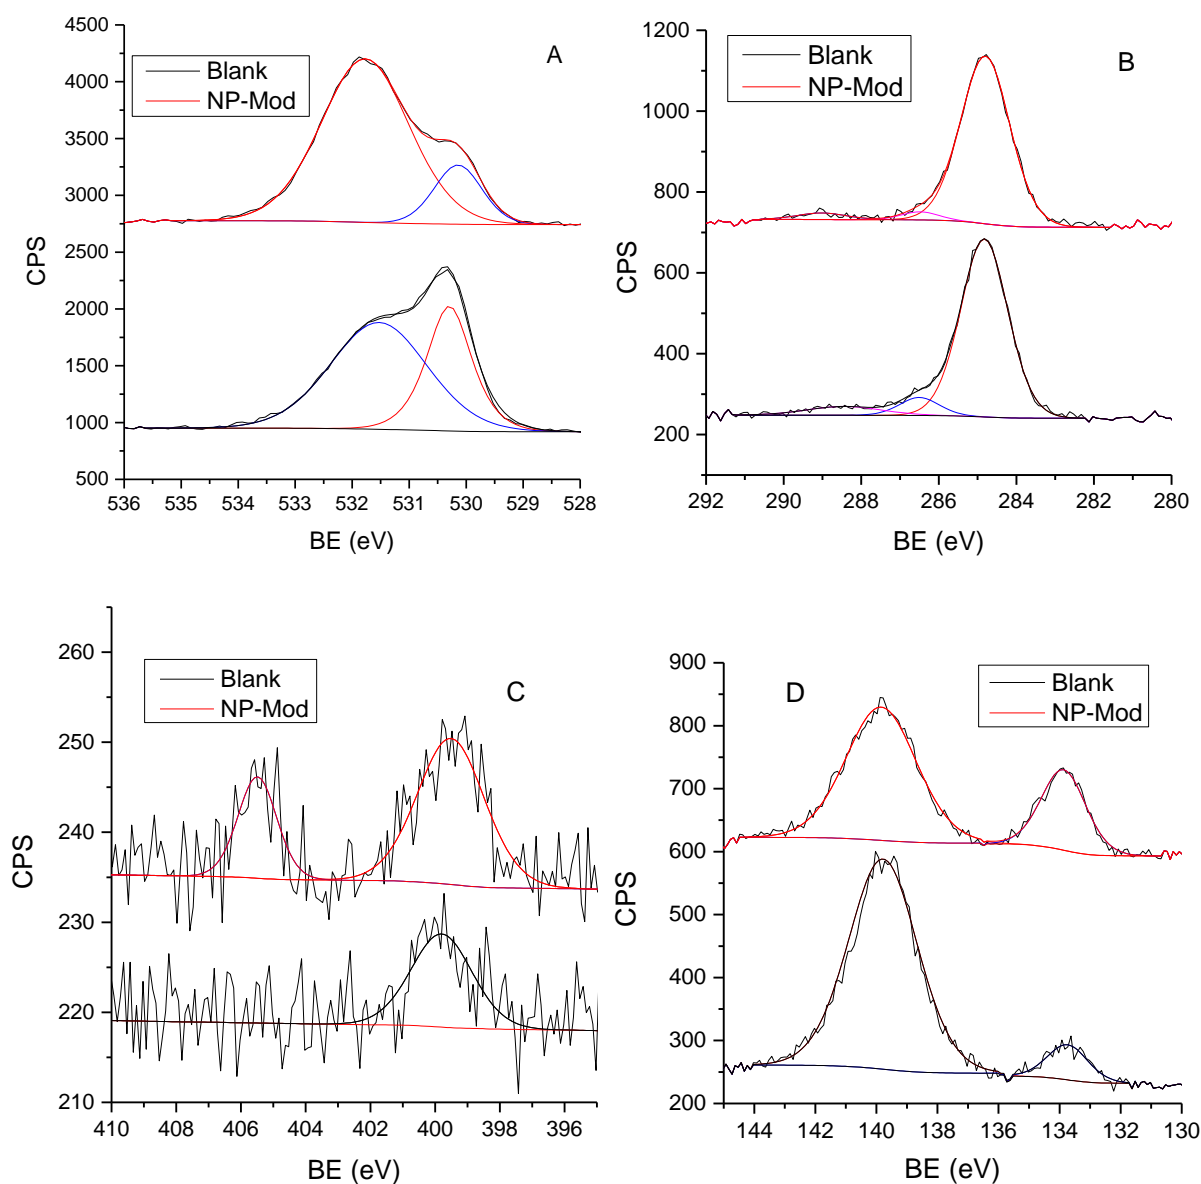 A
Blank
NP-Mod
4500
4000
3500
3000
2500
2000
1500
1000
500
CPS
536 535 534 533 532 531 530 529 528
BE (eV)
B
Blank
NP-Mod
1200
1000
800
600
400
200
CPS
292 290 288 286 284 282 280
BE (eV)
C
Blank
NP-Mod
260
250
240
230
220
210
CPS
410 408 406 404 402 400 398 396
BE (eV)
D
Blank
NP-Mod
900
800
700
600
500
400
300
200
CPS
144 142 140 138 136 134 132 130
BE (eV)